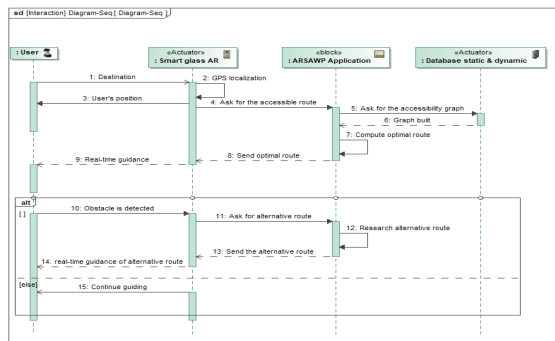 sd [Interaction] Diagram-Seq [ Diagram-Seq ]
: User
«Actuator»
: Smart glass AR
«block»
: ARSAWP Application
«Actuator»
: Database static & dynamic
1: Destination
2: GPS localization
3: User's position
4: Ask for the accessible route
5: Ask for the accessibility graph
6: Graph built
7: Compute optimal route
8: Send optimal route
9: Real-time guidance
alt
[ ]
10: Obstacle is detected
11: Ask for alternative route
12: Research alternative route
13: Send the alternative route
14: real-time guidance of alternative route
[else]
15: Continue guiding